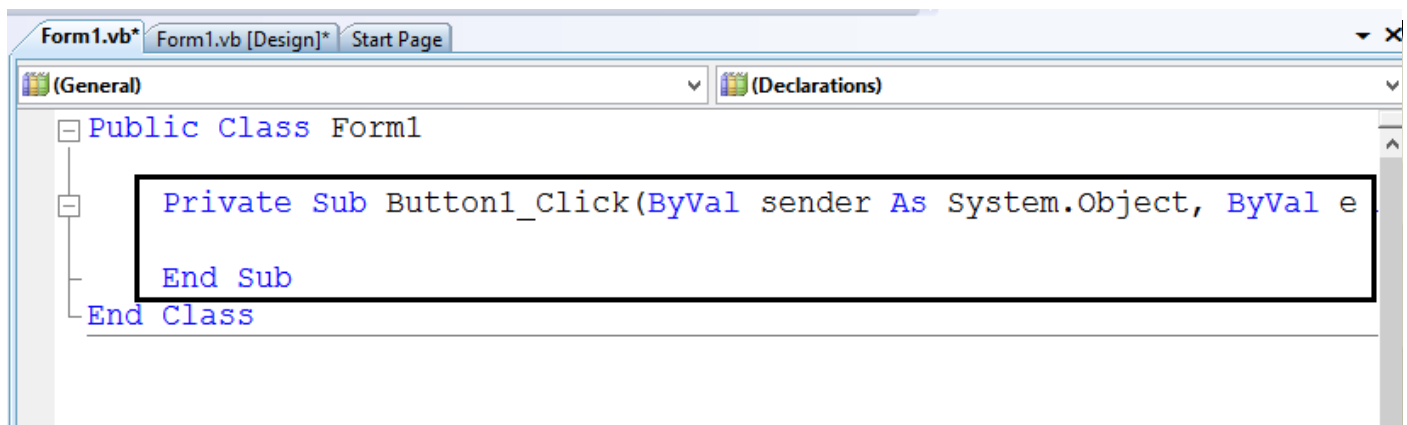 Form1.vb* Form1.vb [Design]* Start Page
(General) (Declarations)
Public Class Form1
Private Sub Button1_Click(ByVal sender As System.Object, ByVal e
End Sub
End Class